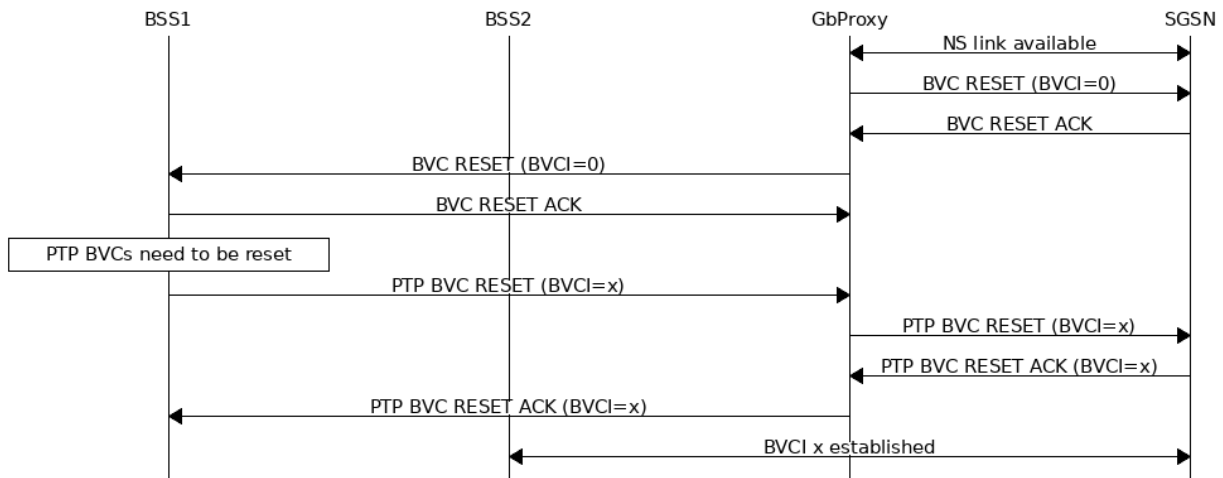 BSS1 BSS2 GbProxy SGSN
NS link available
BVC RESET (BVCI=0)
BVC RESET ACK
BVC RESET (BVCI=0)
BVC RESET ACK
PTP BVCs need to be reset
PTP BVC RESET (BVCI=x)
PTP BVC RESET (BVCI=x)
PTP BVC RESET ACK (BVCI=x)
PTP BVC RESET ACK (BVCI=x)
BVCI x established